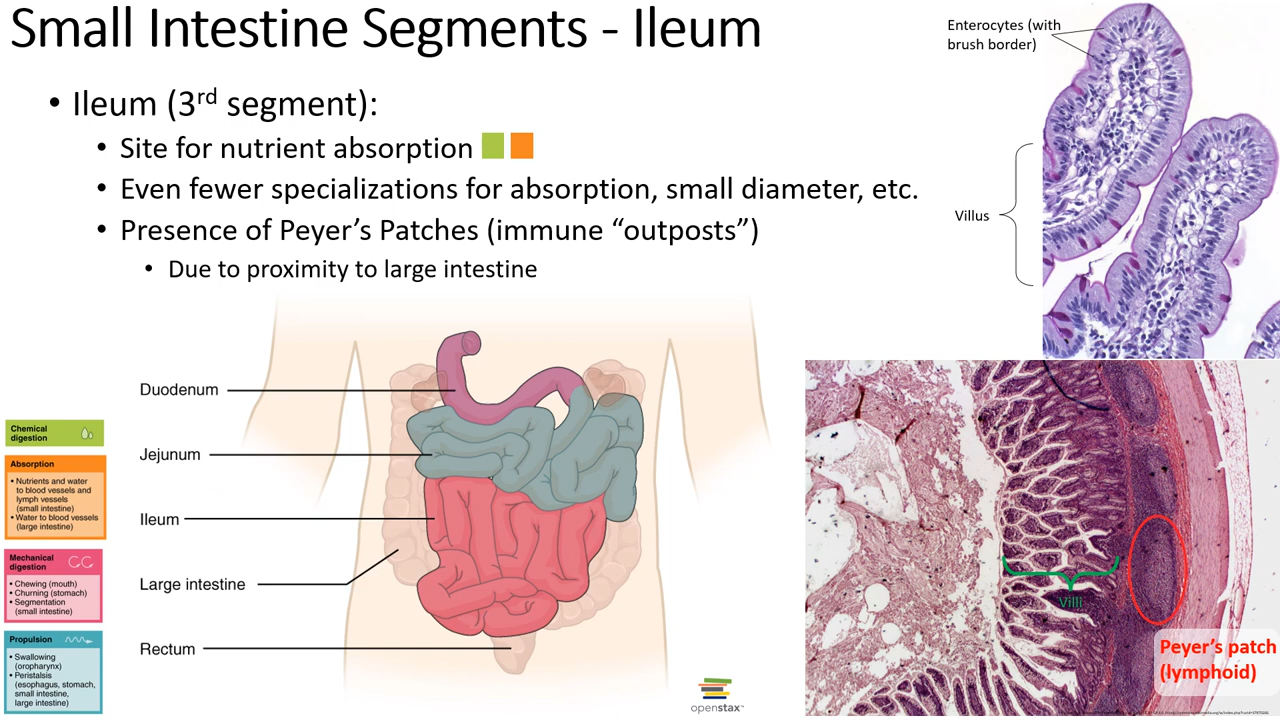 Small Intestine Segments - Ileum
• Ileum (3rd segment):
• Site for nutrient absorption
• Even fewer specializations for absorption, small diameter, etc.
• Presence of Peyer’s Patches (immune “outposts”)
• Due to proximity to large intestine
Enterocytes (with
brush border)
Villus
Duodenum
Jejunum
Ileum
Large intestine
Rectum
Chemical
digestion
Absorption
• Nutrients and water
to blood vessels and
lymph vessels
(small intestine)
• Water to blood vessels
(large intestine)
Mechanical
digestion
• Chewing (mouth)
• Churning (stomach)
• Segmentation
(small intestine)
Propulsion
• Swallowing
(oropharynx)
• Peristalsis
(esophagus, stomach,
small intestine,
large intestine)
openstax™
Villi
Peyer’s patch
(lymphoid)